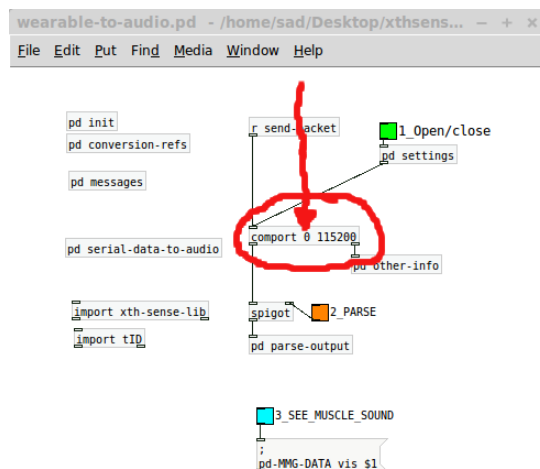 wearable-to-audio.pd - /home/sad/Desktop/xthsens... – + ×
File Edit Put Find Media Window Help
pd init
pd conversion-refs
pd messages
r send-packet
1_Open/close
pd settings
comport 0 115200
pd serial-data-to-audio
pd other-info
import xth-sense-lib
import tID
spigot
2_PARSE
pd parse-output
3_SEE_MUSCLE_SOUND
;
pd-MMG-DATA vis $1